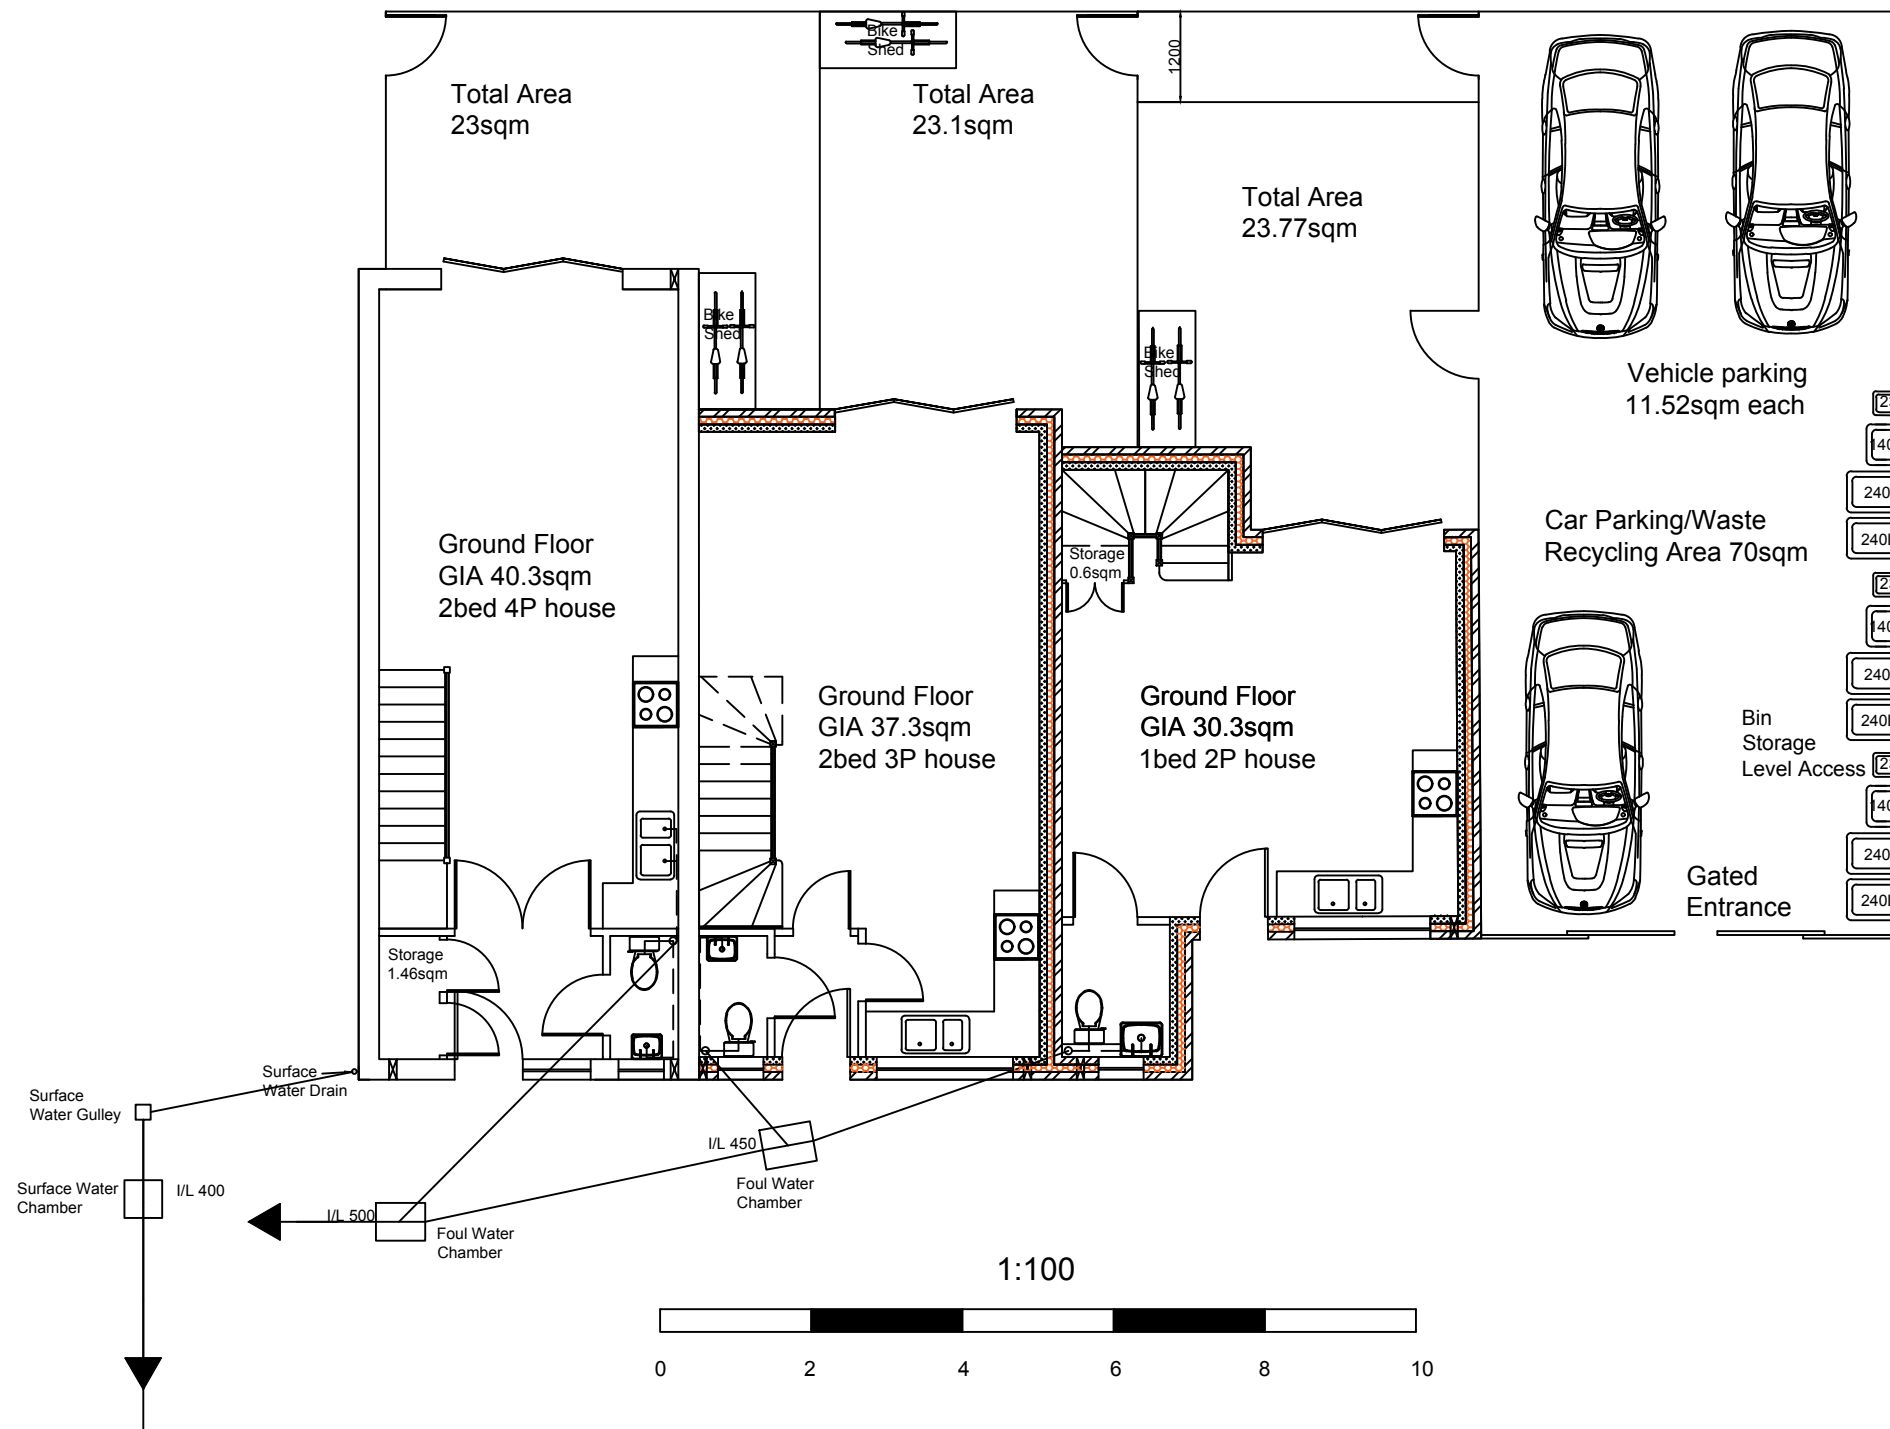 Bike
Shed
1200
Total Area
23sqm
Total Area
23.1sqm
Total Area
23.77sqm
Bike
Shed
Bike
Shed
Vehicle parking
11.52sqm each
240
240
Car Parking/Waste
Recycling Area 70sqm
Ground Floor
GIA 40.3sqm
2bed 4P house
Storage
0.6sqm
Ground Floor
GIA 37.3sqm
2bed 3P house
Ground Floor
GIA 30.3sqm
1bed 2P house
240
240
Bin
Storage
Level Access
240
240
Gated
Entrance
Storage
1.46sqm
Surface
Water Drain
Surface
Water Gulley
I/L 450
Foul Water
Chamber
Surface Water
Chamber
I/L 400
I/L 500
Foul Water
Chamber
1:100
0 2 4 6 8 10